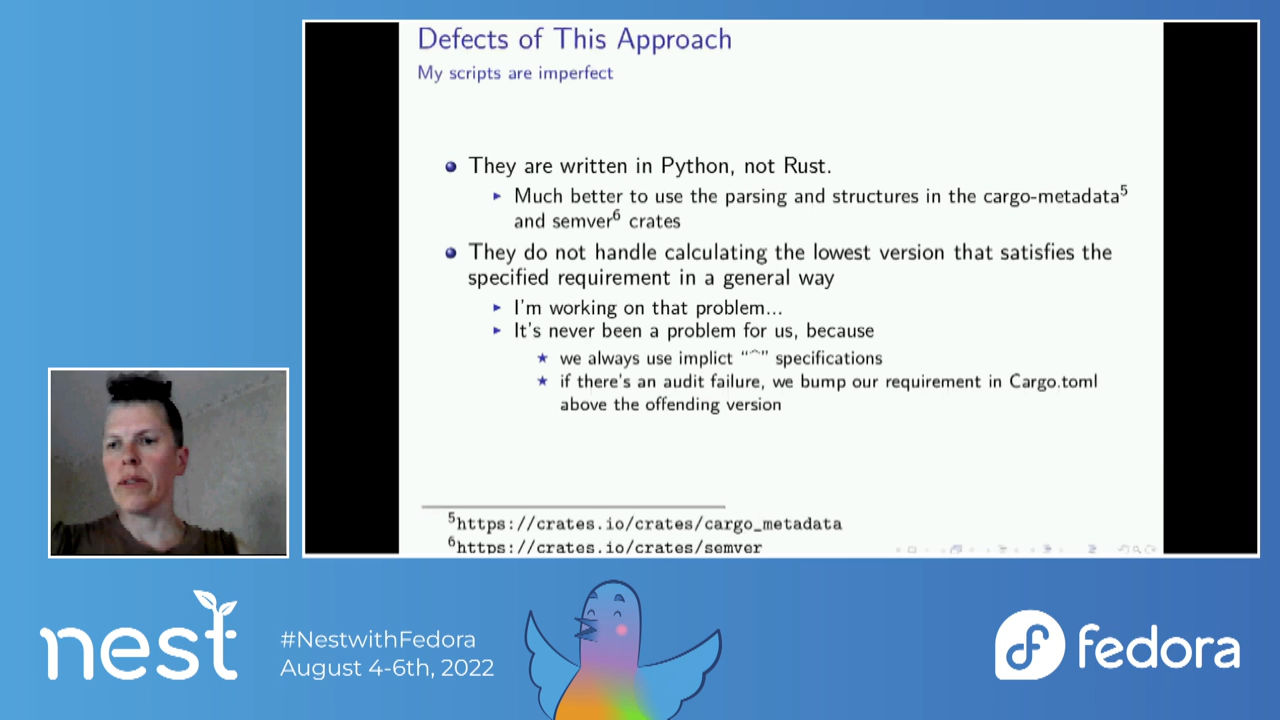 Defects of This Approach
My scripts are imperfect
They are written in Python, not Rust.
Much better to use the parsing and structures in the cargo-metadata5
and semver6 crates
They do not handle calculating the lowest version that satisfies the
specified requirement in a general way
I'm working on that problem...
It's never been a problem for us, because
we always use implict "^" specifications
if there's an audit failure, we bump our requirement in Cargo.toml
above the offending version
5https://crates.io/crates/cargo_metadata
6https://crates.io/crates/semver
nest
#NestwithFedora
August 4-6th, 2022
fedora